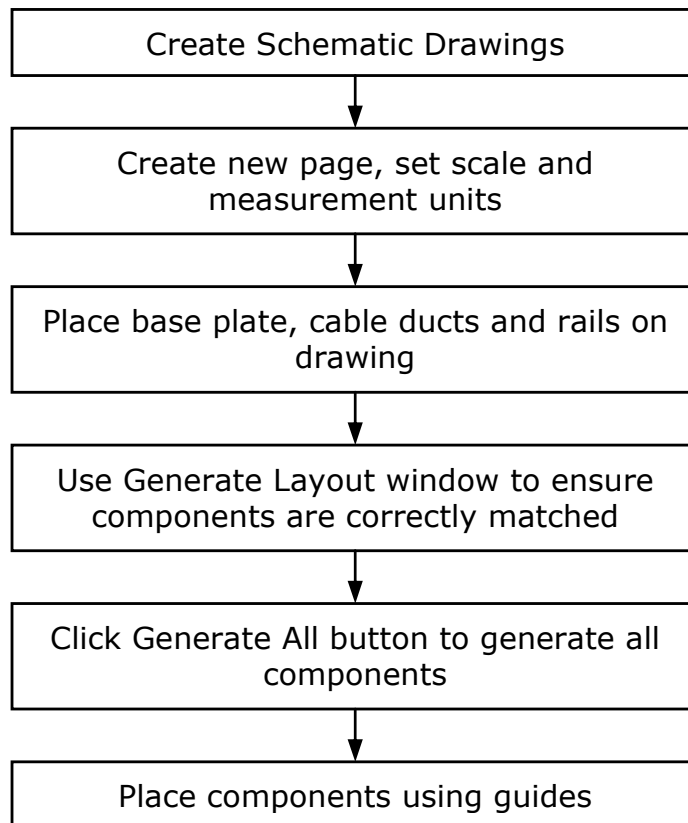 Create Schematic Drawings
Create new page, set scale and
measurement units
Place base plate, cable ducts and rails on
drawing
Use Generate Layout window to ensure
components are correctly matched
Click Generate All button to generate all
components
Place components using guides